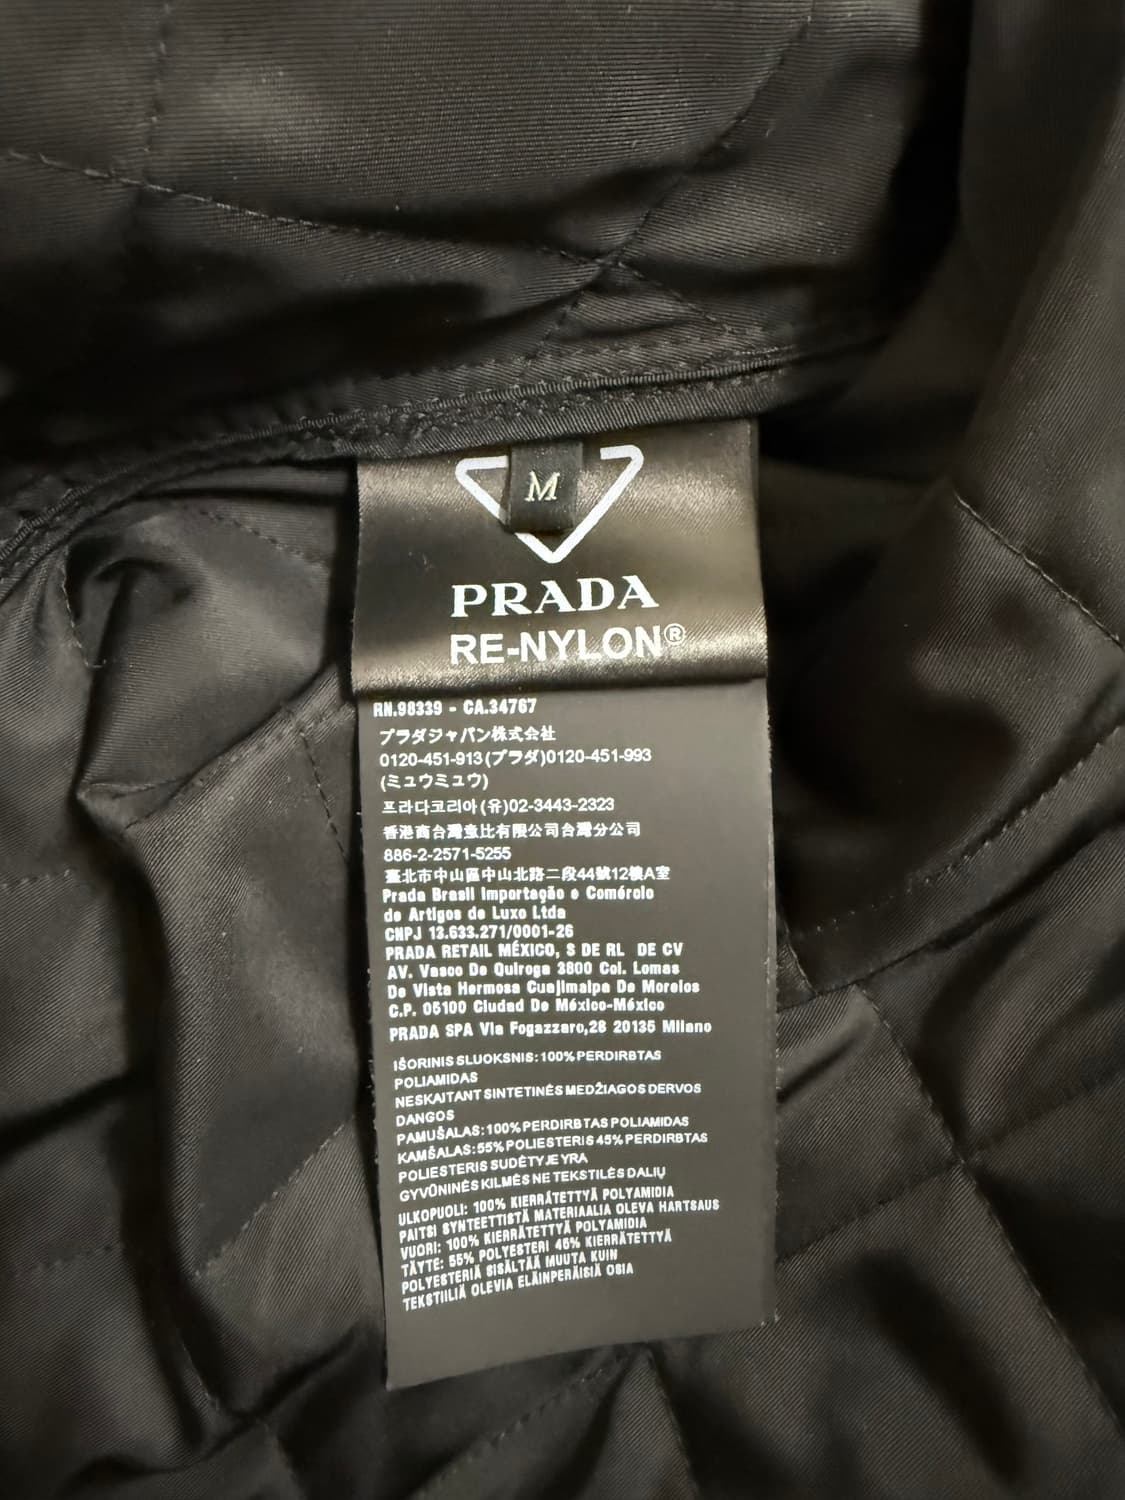 M
PRADA
RE-NYLON®
RN.98339 - CA.34767
プラダジャパン株式会社
0120-451-913(プラダ)0120-451-993
(ミュウミュウ)
프라다코리아(유)02-3443-2323
香港商台灣魚比有限公司台灣分公司
886-2-2571-5255
臺北市中山區中山北路二段44號12樓A室
Prada Brasil Importação e Comércio
de Artigos de Luxo Ltda
CNPJ 13.633.271/0001-26
PRADA RETAIL MÉXICO, S DE RL DE CV
AV. Vasco De Quiroga 3800 Col. Lomas
De Vista Hermosa Cuajimalpa De Morelos
C.P. 05100 Ciudad De México-México
PRADA SPA Via Fogazzaro,28 20135 Milano
IŠORINIS SLUOKSNIS: 100% PERDIRBTAS
POLIAMIDAS
NESKAITANT SINTETINĖS MEDŽIAGOS DERVOS
DANGOS
PAMUŠALAS: 100% PERDIRBTAS POLIAMIDAS
KAMŠALAS: 55% POLIESTERIS 45% PERDIRBTAS
POLIESTERIS SUDĖTYJE YRA
GYVŪNINĖS KILMĖS NE TEKSTILĖS DALIŲ
ULKOPUOLI: 100% KIERRÄTETTYÄ POLYAMIDIA
PAITSI SYNTEETTISTÄ MATERIAALIA OLEVA HARTSAUS
VUORI: 100% KIERRÄTETTYÄ POLYAMIDIA
TÄYTE: 55% POLYESTERI 45% KIERRÄTETTYÄ
POLYESTERIÄ SISÄLTÄÄ MUUTA KUIN
TEKSTIILIÄ OLEVIA ELÄINPERÄISIÄ OSIA